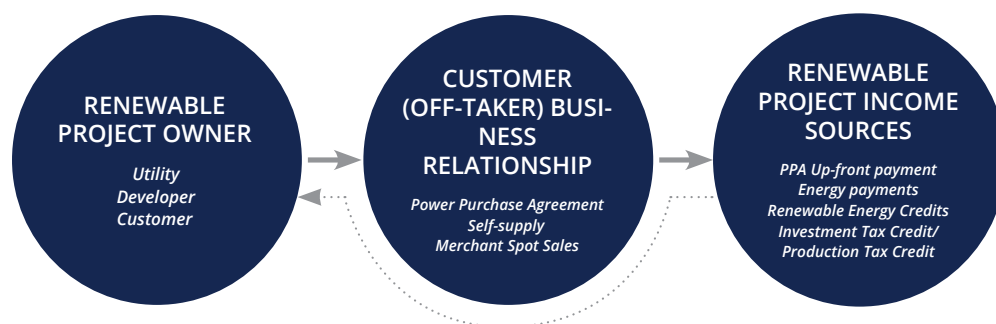 RENEWABLE
PROJECT OWNER
Utility
Developer
Customer
CUSTOMER
(OFF-TAKER) BUSI-
NESS
RELATIONSHIP
Power Purchase Agreement
Self-supply
Merchant Spot Sales
RENEWABLE
PROJECT INCOME
SOURCES
PPA Up-front payment
Energy payments
Renewable Energy Credits
Investment Tax Credit/
Production Tax Credit